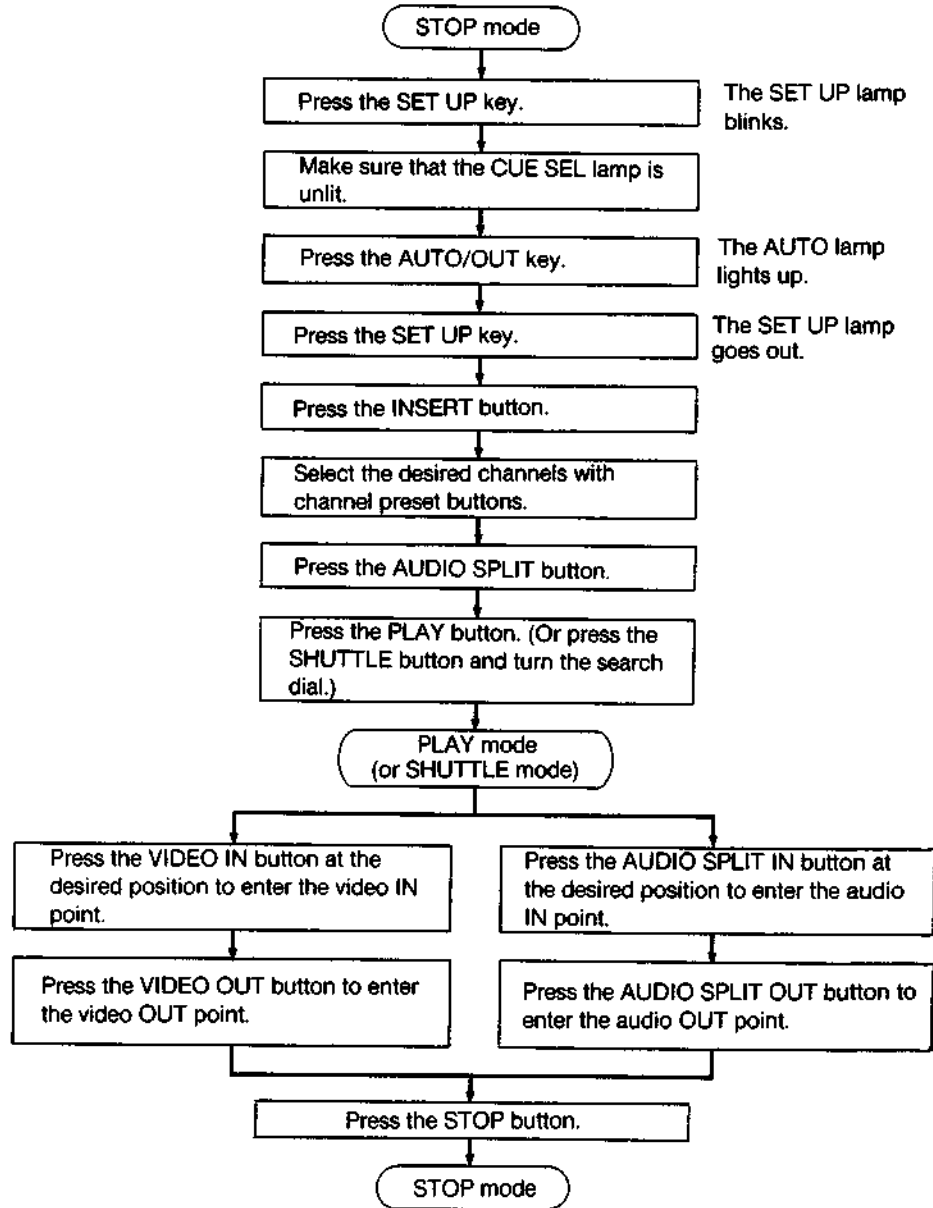 STOP mode
Press the SET UP key.
The SET UP lamp
blinks.
Make sure that the CUE SEL lamp is
unlit.
Press the AUTO/OUT key.
The AUTO lamp
lights up.
Press the SET UP key.
The SET UP lamp
goes out.
Press the INSERT button.
Select the desired channels with
channel preset buttons.
Press the AUDIO SPLIT button.
Press the PLAY button. (Or press the
SHUTTLE button and turn the search
dial.)
PLAY mode
(or SHUTTLE mode)
Press the VIDEO IN button at the
desired position to enter the video IN
point.
Press the VIDEO OUT button to enter
the video OUT point.
Press the AUDIO SPLIT IN button at
the desired position to enter the audio
IN point.
Press the AUDIO SPLIT OUT button to
enter the audio OUT point.
Press the STOP button.
STOP mode